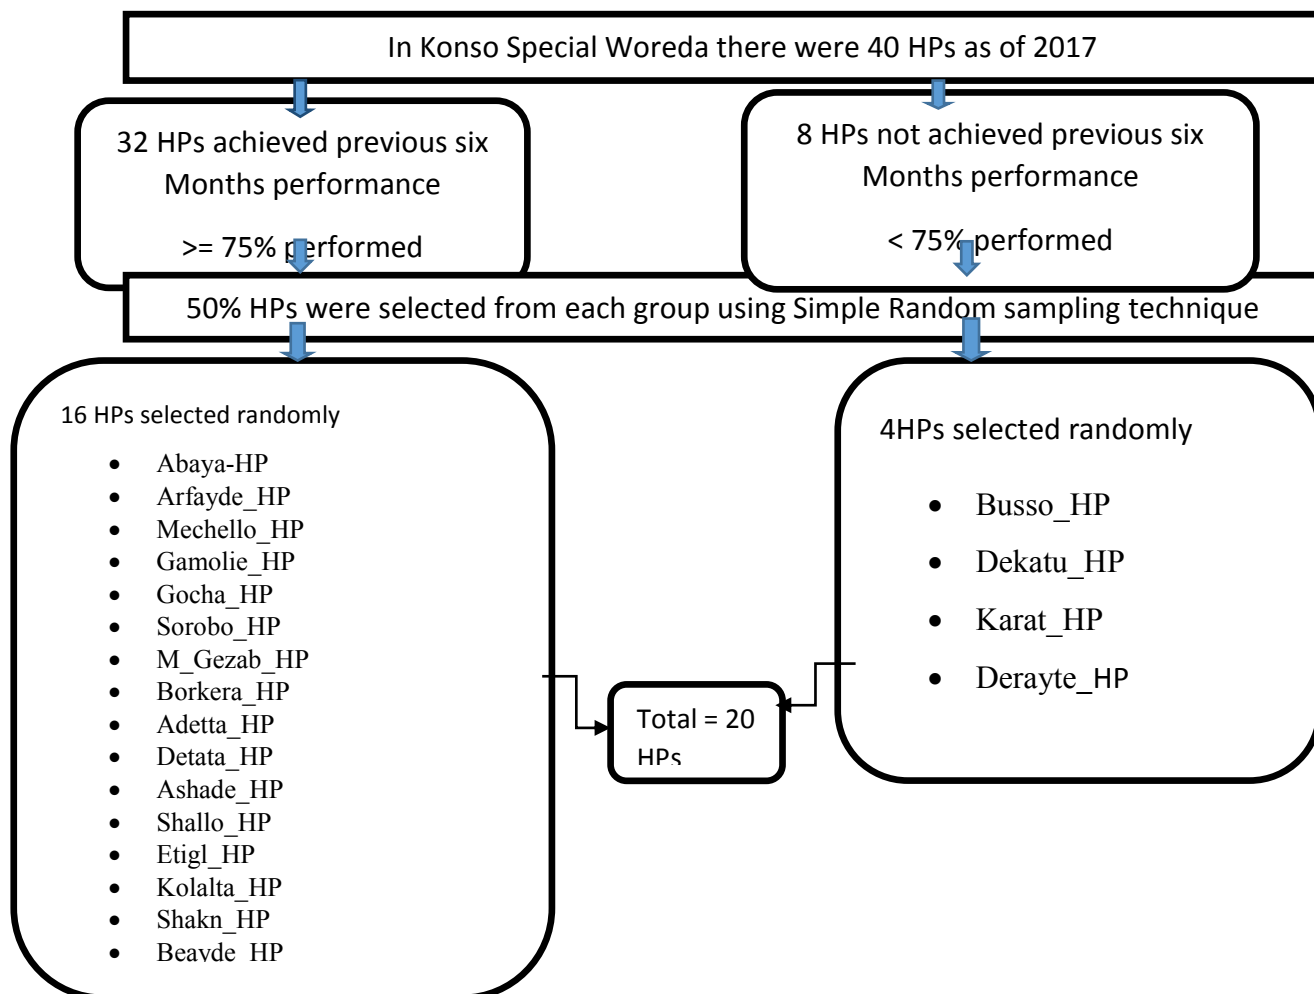 In Konso Special Woreda there were 40 HPs as of 2017
32 HPs achieved previous six
Months performance
>= 75% performed
8 HPs not achieved previous six
Months performance
< 75% performed
50% HPs were selected from each group using Simple Random sampling technique
16 HPs selected randomly
• Abaya-HP
• Arfayde_HP
• Mechello_HP
• Gamolie_HP
• Gocha_HP
• Sorobo_HP
• M_Gezab_HP
• Borkera_HP
• Adetta_HP
• Detata_HP
• Ashade_HP
• Shallo_HP
• Etigl_HP
• Kolalta_HP
• Shakn_HP
• Beayde_HP
4HPs selected randomly
• Busso_HP
• Dekatu_HP
• Karat_HP
• Derayte_HP
Total = 20
HPs